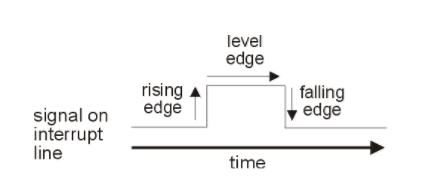 level
edge
rising
edge
falling
edge
signal on
interrupt
line
time